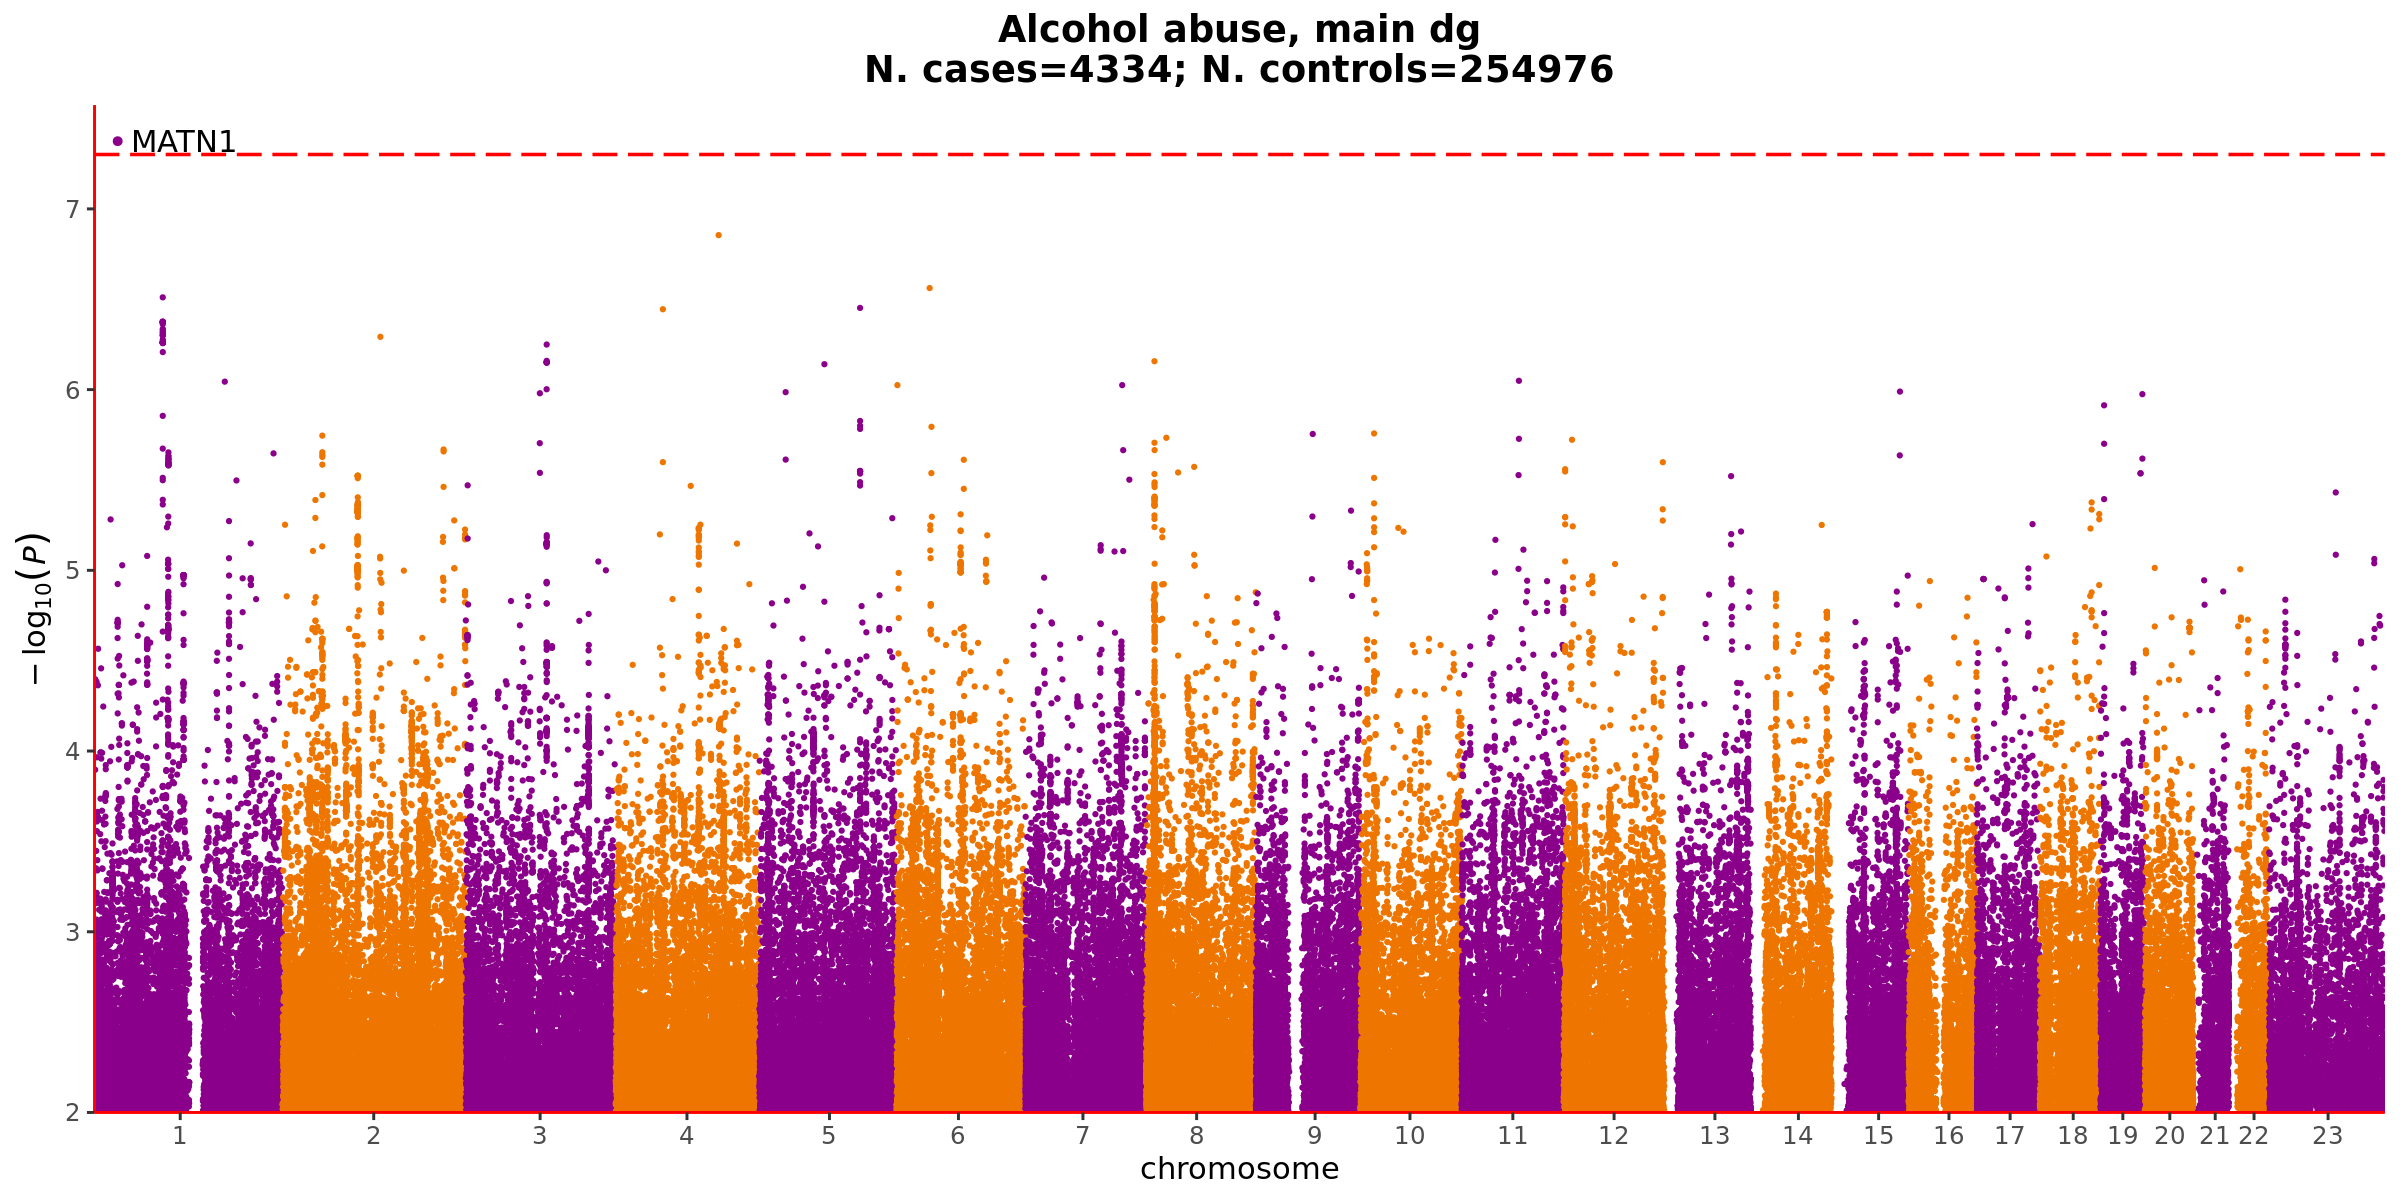 Alcohol abuse, main dg
N. cases=4334; N. controls=254976
MATN1
−log₁₀(P)
7
6
5
4
3
2
1 2 3 4 5 6 7 8 9 10 11 12 13 14 15 16 17 18 19 20 21 22 23
chromosome